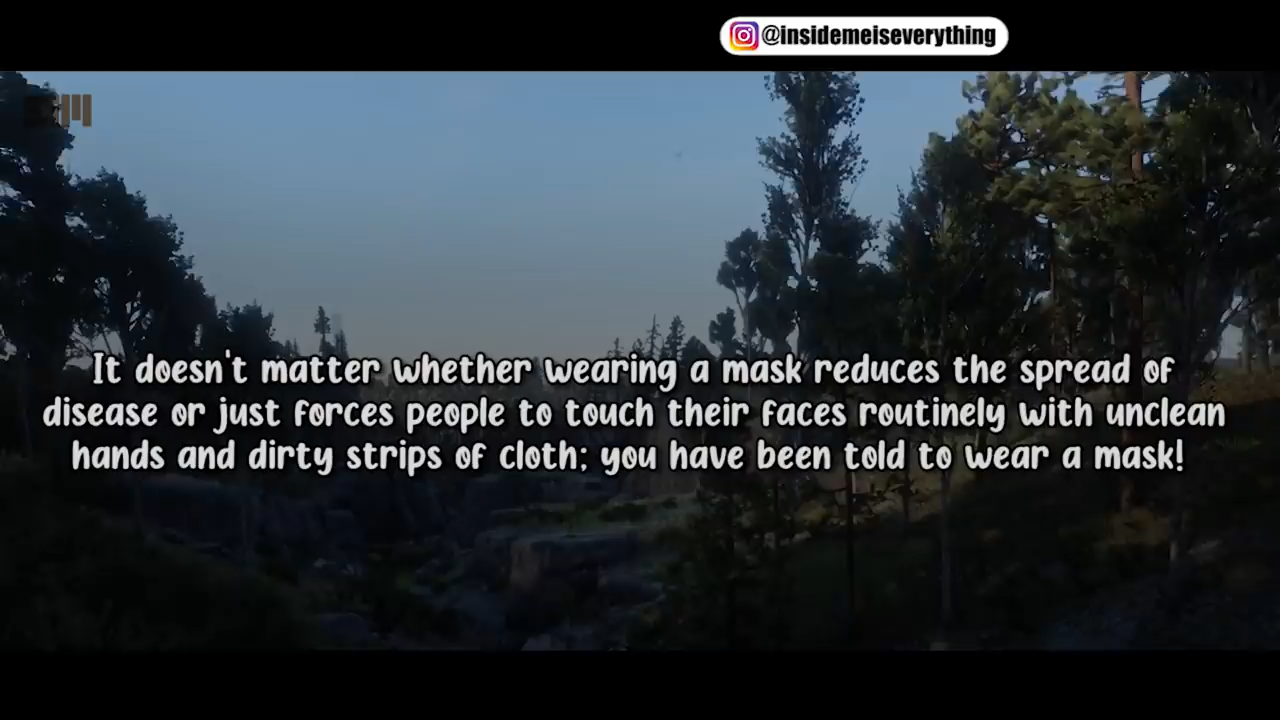 @insidemeiseverything
It doesn't matter whether wearing a mask reduces the spread of
disease or just forces people to touch their faces routinely with unclean
hands and dirty strips of cloth; you have been told to wear a mask!